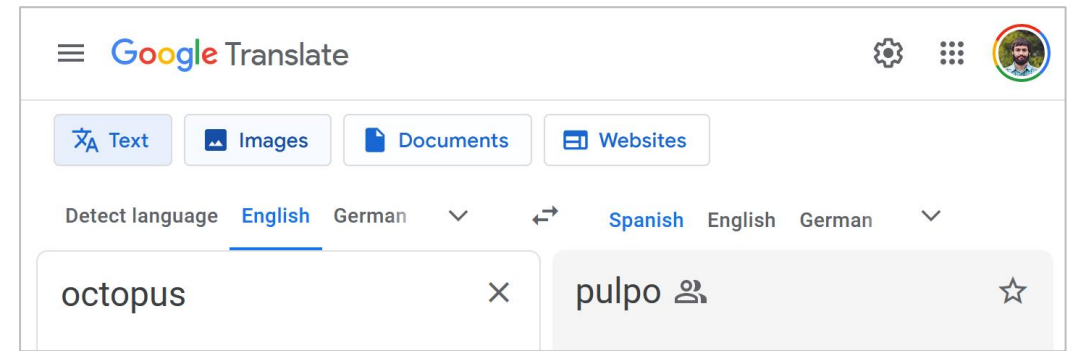 Google Translate
Text Images Documents Websites
Detect language English German Spanish English German
octopus pulpo